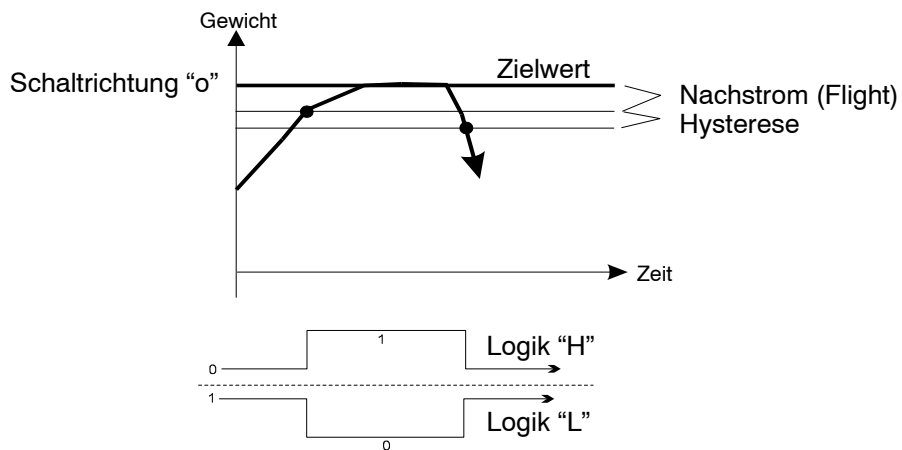 Gewicht
Schaltrichtung “o”
Zielwert
Nachstrom (Flight)
Hysterese
Zeit
1
Logik “H”
0
1
Logik “L”
0